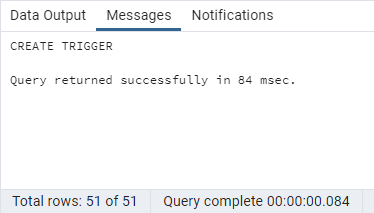 Data Output Messages Notifications
CREATE TRIGGER
Query returned successfully in 84 msec.
Total rows: 51 of 51 Query complete 00:00:00.084